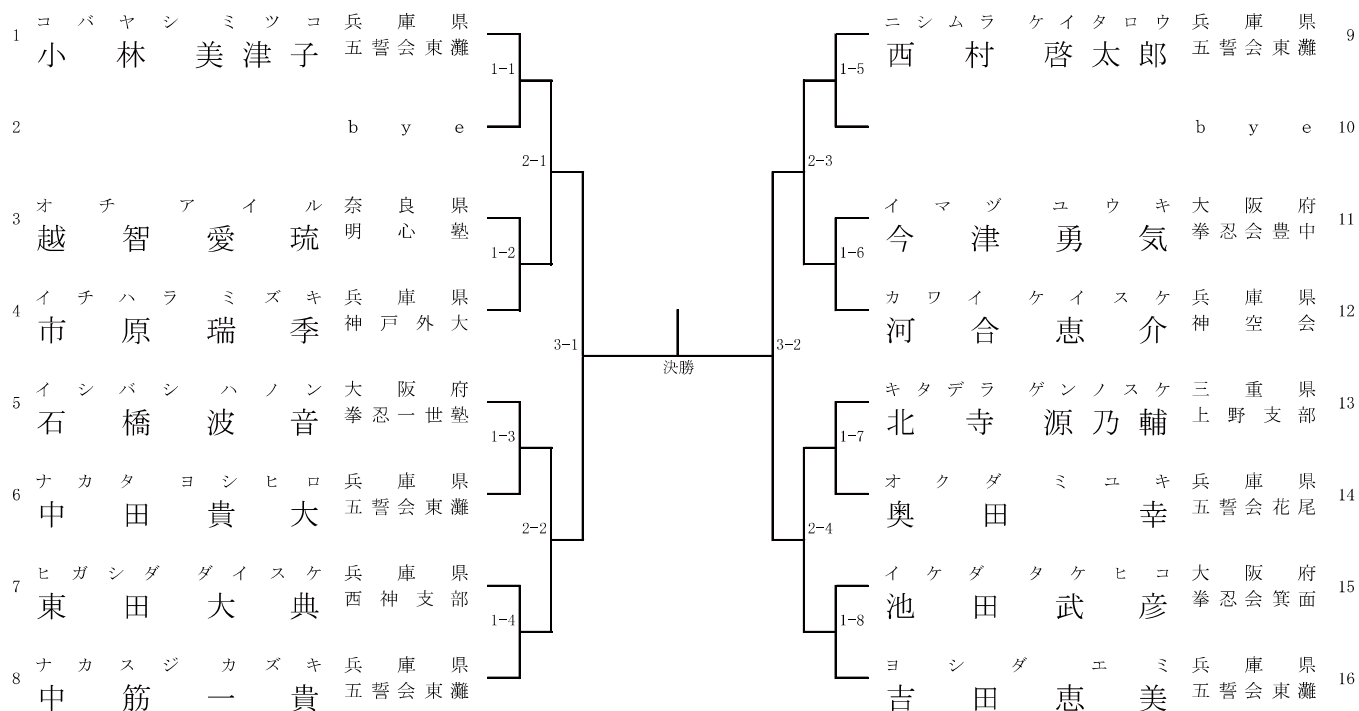 コバヤシ ミツコ 兵庫県
1 小林 美津子 五誓会東灘
1-1
2 bye
2-1
オチ アイル 奈良県
3 越智 愛琉 明心塾
1-2
イチハラ ミズキ 兵庫県
4 市原 瑞季 神戸外大
3-1
イシバシ ハノン 大阪府
5 石橋 波音 拳忍一世塾
1-3
ナカタ ヨシヒロ 兵庫県
6 中田 貴大 五誓会東灘
2-2
ヒガシダ ダイスケ 兵庫県
7 東田 大典 西神支部
1-4
ナカスジ カズキ 兵庫県
8 中筋 一貴 五誓会東灘
決勝
ニシムラ ケイタロウ 兵庫県
西村 啓太郎 五誓会東灘 9
1-5
bye 10
2-3
イマヅ ユウキ 大阪府
今津 勇気 拳忍会豊中 11
1-6
カワイ ケイスケ 兵庫県
河合 恵介 神空会 12
3-2
キタデラ ゲンノスケ 三重県
北寺 源乃輔 上野支部 13
1-7
オクダ ミユキ 兵庫県
奥田 幸 五誓会花尾 14
2-4
イケダ タケヒコ 大阪府
池田 武彦 拳忍会箕面 15
1-8
ヨシダ エミ 兵庫県
吉田 恵美 五誓会東灘 16